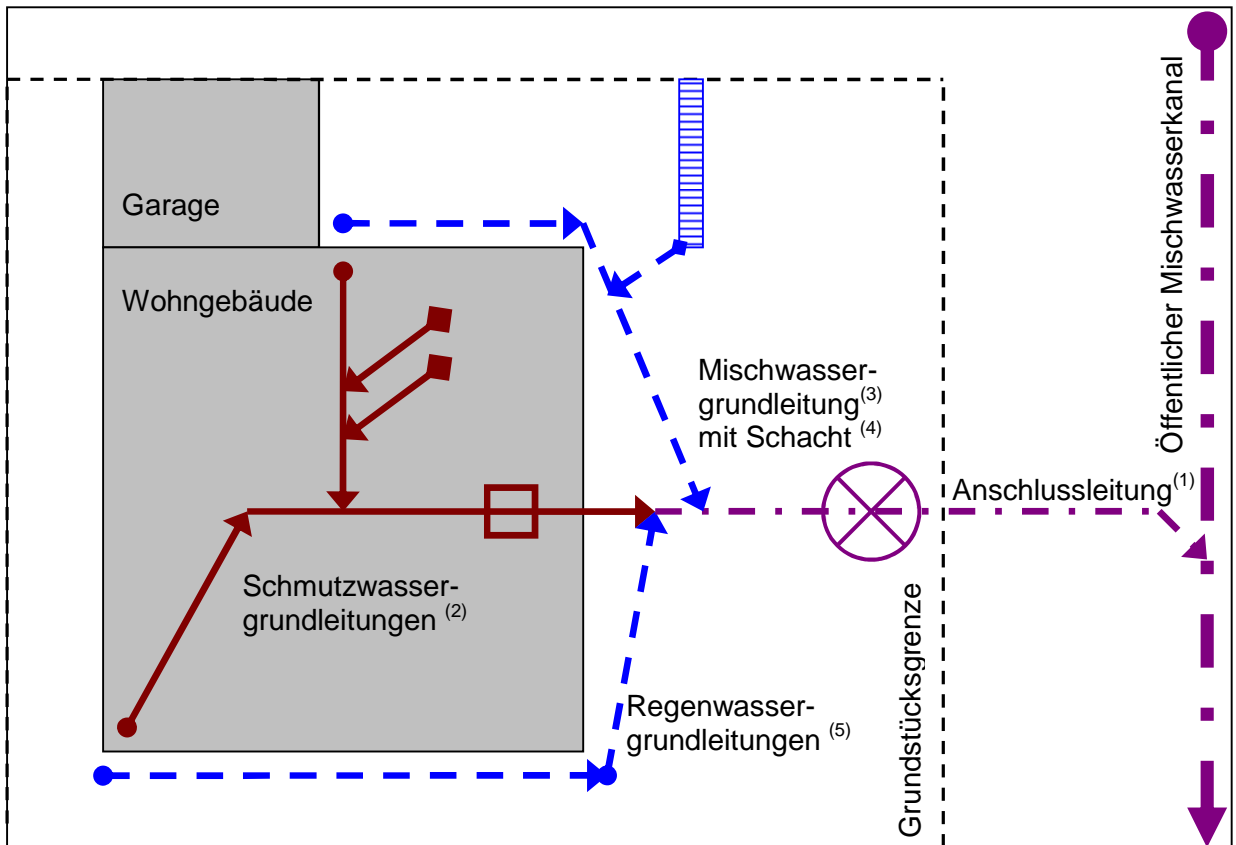 Garage
Wohngebäude
Mischwasser-
grundleitung(3)
mit Schacht (4)
Öffentlicher Mischwasserkanal
Anschlussleitung(1)
Schmutzwasser-
grundleitungen (2)
Regenwasser-
grundleitungen (5)
Grundstücksgrenze